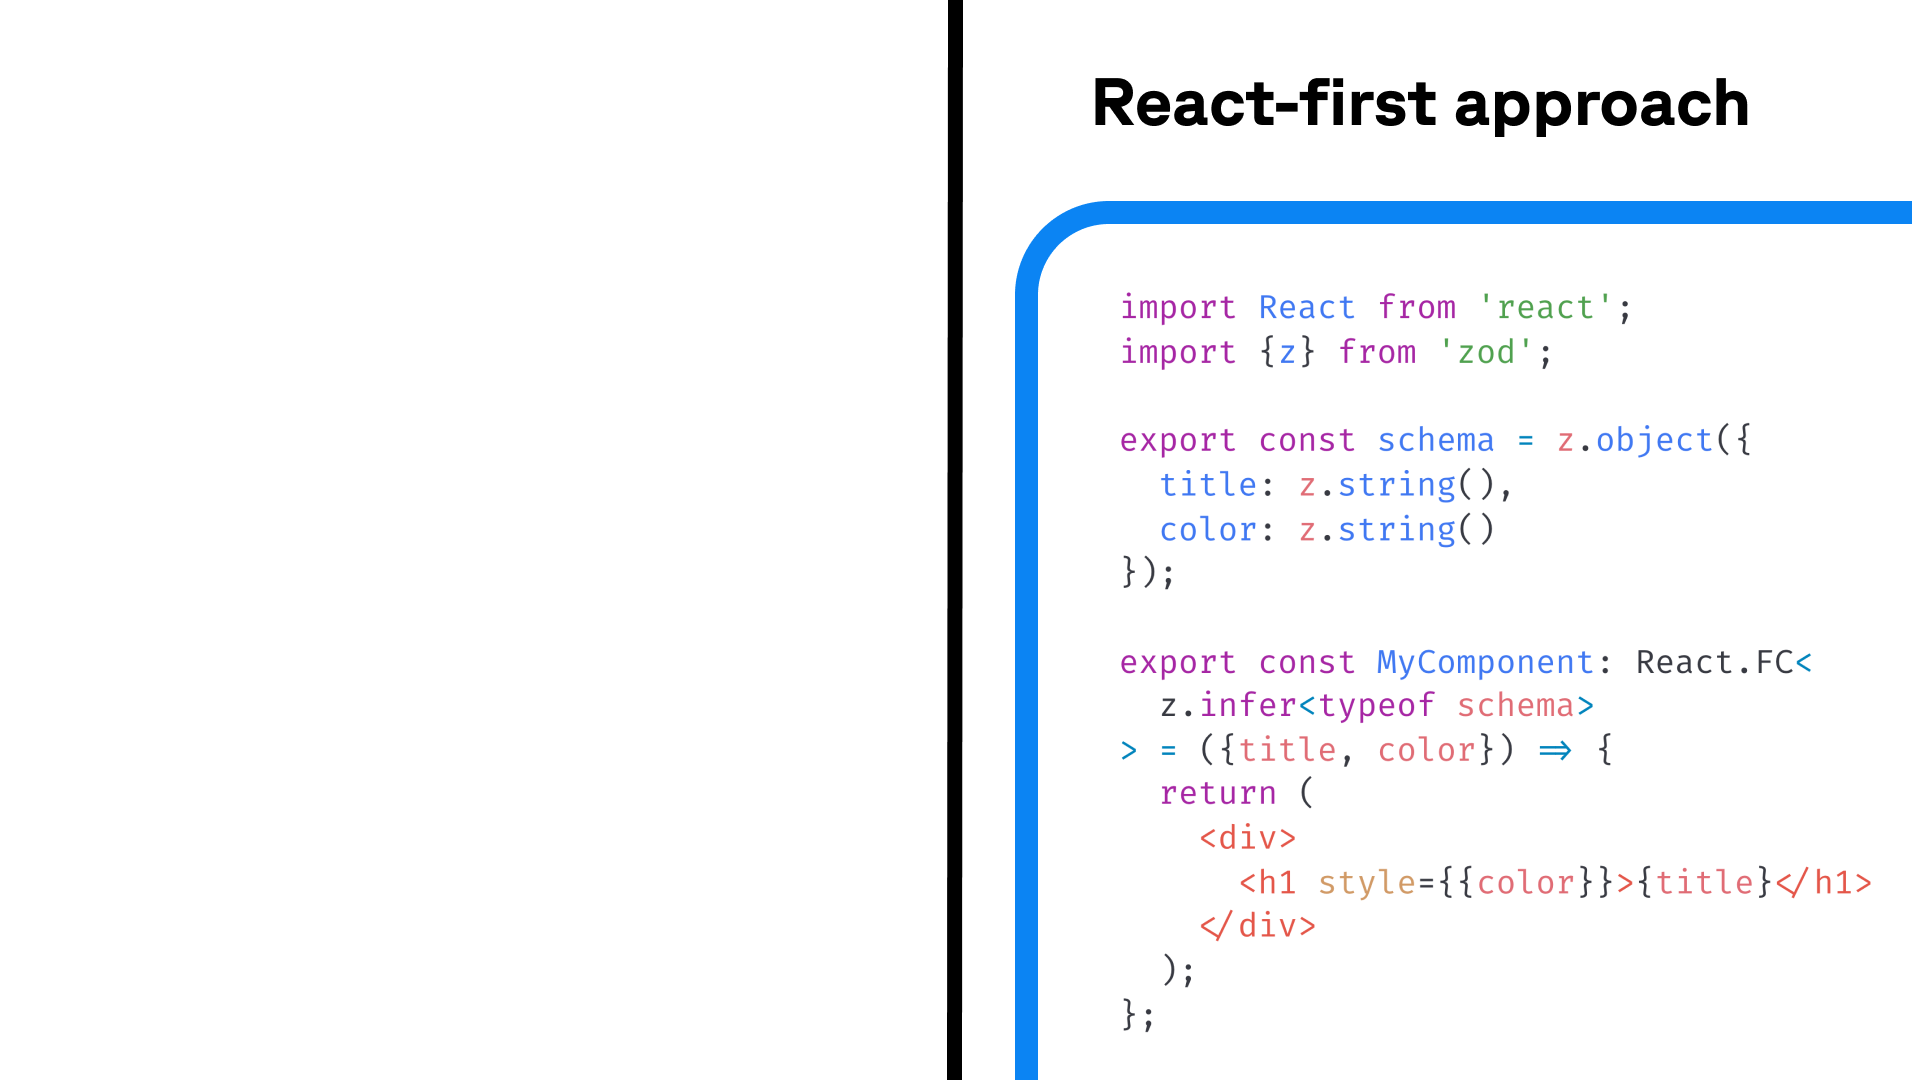 React-first approach
import React from 'react';
import {z} from 'zod';
export const schema = z.object({
  title: z.string(),
  color: z.string()
});
export const MyComponent: React.FC<
  z.infer<typeof schema>
> = ({title, color}) => {
  return (
    <div>
      <h1 style={{color}}>{title}</h1>
    </div>
  );
};